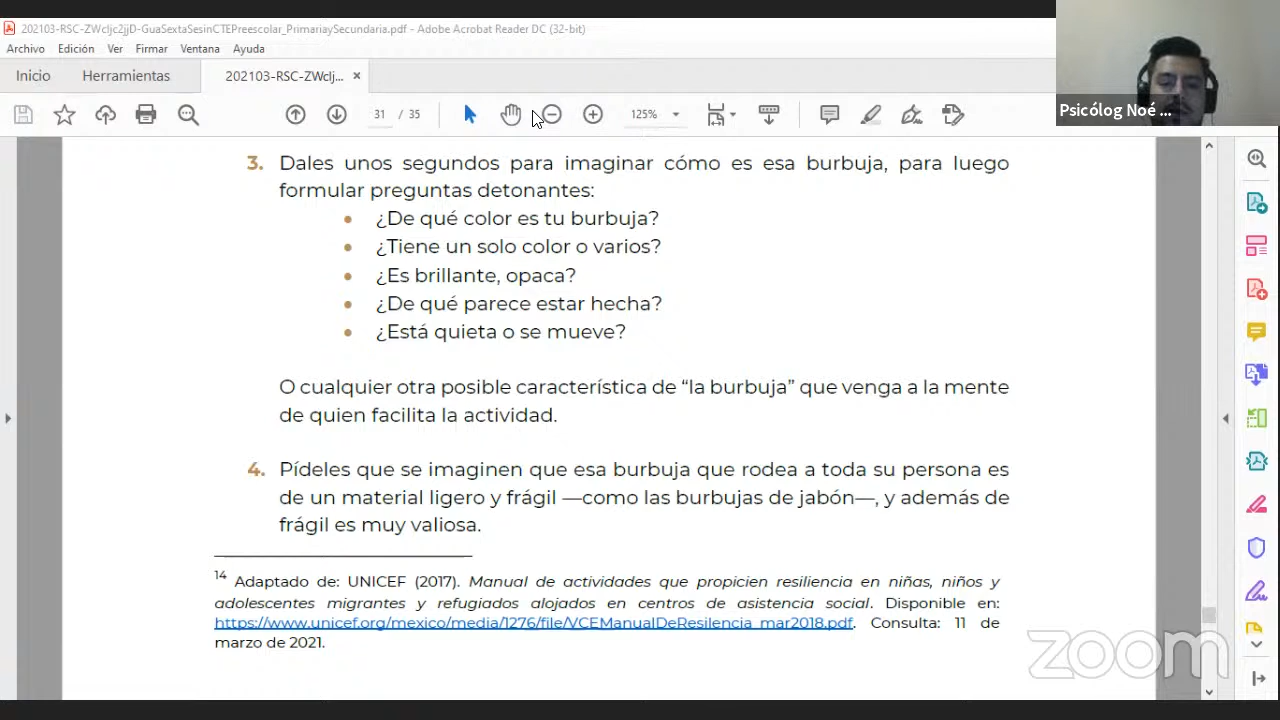 202103-RSC-ZWcIjc2jjD-GuaSextaSesinCTEPreescolar_PrimariaySecundaria.pdf - Adobe Acrobat Reader DC (32-bit)
Archivo Edición Ver Firmar Ventana Ayuda
Inicio Herramientas 202103-RSC-ZWcIj... ×
31 / 35 125%
Psicólog Noé ...
3. Dales unos segundos para imaginar cómo es esa burbuja, para luego
formular preguntas detonantes:
• ¿De qué color es tu burbuja?
• ¿Tiene un solo color o varios?
• ¿Es brillante, opaca?
• ¿De qué parece estar hecha?
• ¿Está quieta o se mueve?
O cualquier otra posible característica de “la burbuja” que venga a la mente
de quien facilita la actividad.
4. Pídeles que se imaginen que esa burbuja que rodea a toda su persona es
de un material ligero y frágil —como las burbujas de jabón—, y además de
frágil es muy valiosa.
14 Adaptado de: UNICEF (2017). Manual de actividades que propicien resiliencia en niñas, niños y
adolescentes migrantes y refugiados alojados en centros de asistencia social. Disponible en:
https://www.unicef.org/mexico/media/1276/file/VCEManualDeResilencia_mar2018.pdf. Consulta: 11 de
marzo de 2021.
zoom